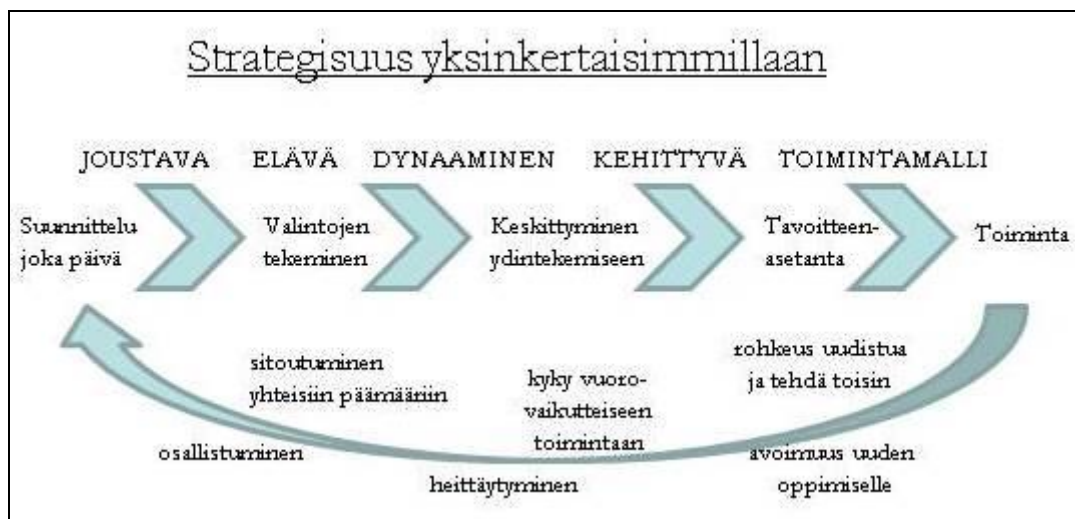 Strategisuus yksinkertaisimmillaan
JOUSTAVA ELÄVÄ DYNAAMINEN KEHITTYVÄ TOIMINTAMALLI
Suunnittelu
joka päivä
Valintojen
tekeminen
Keskittyminen
ydintekemiseen
Tavoitteen-
asetanta
Toiminta
sitoutuminen
yhteisiin päämääriin
kyky vuoro-
vaikutteiseen
toimintaan
rohkeus uudistua
ja tehdä toisin
osallistuminen
heittäytyminen
avoimuus uuden
oppimiselle